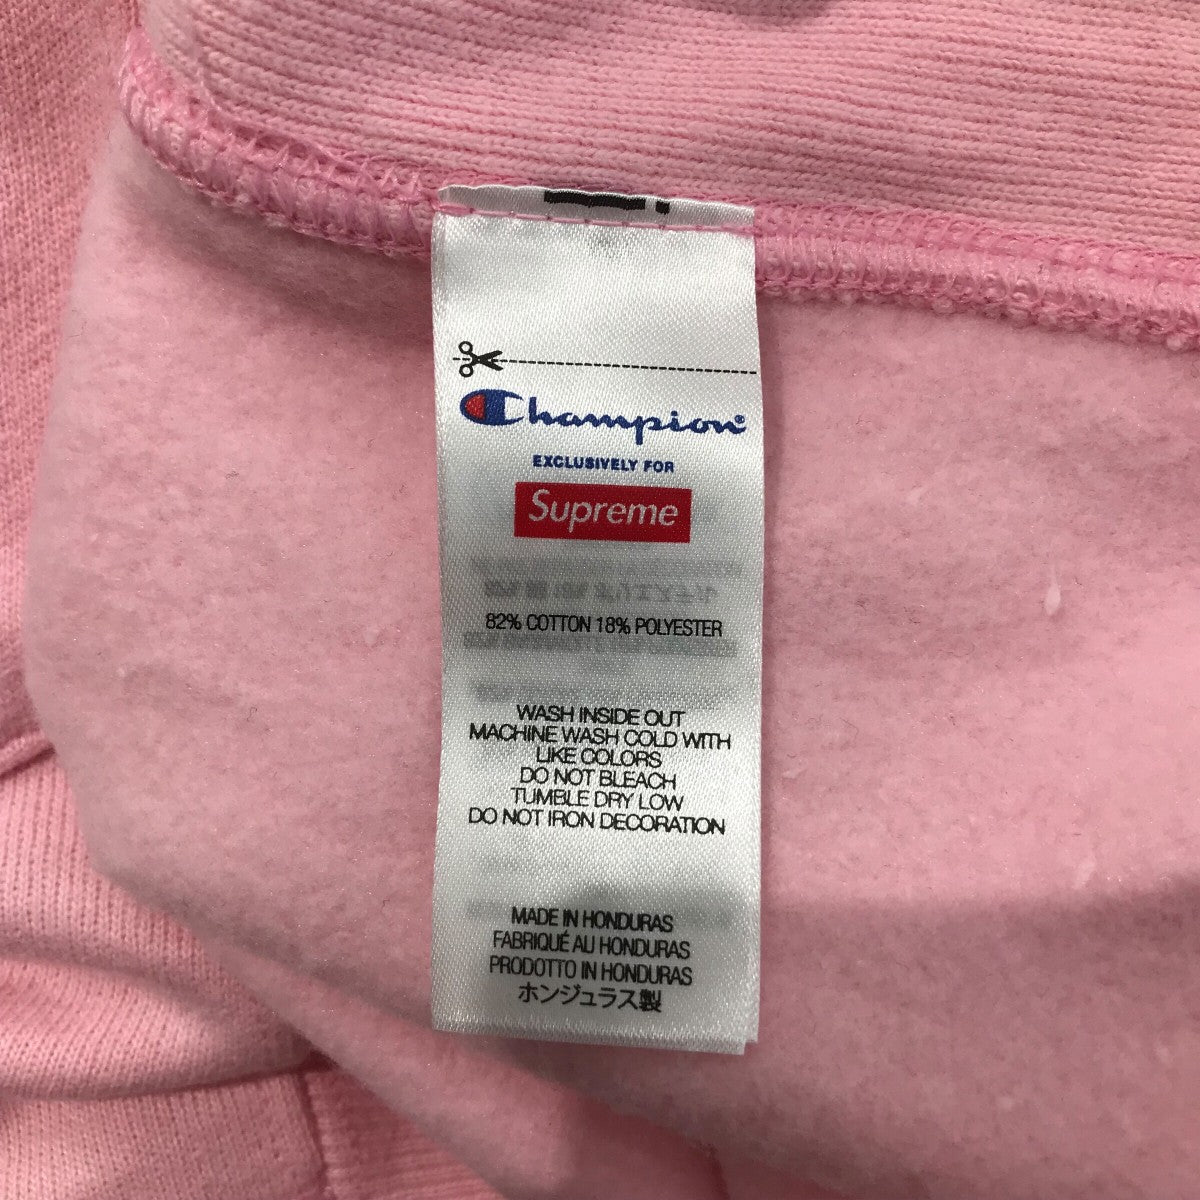 Champion®
EXCLUSIVELY FOR
Supreme
82% COTTON 18% POLYESTER
WASH INSIDE OUT
MACHINE WASH COLD WITH
LIKE COLORS
DO NOT BLEACH
TUMBLE DRY LOW
DO NOT IRON DECORATION
MADE IN HONDURAS
FABRIQUÉ AU HONDURAS
PRODOTTO IN HONDURAS
ホンジュラス製